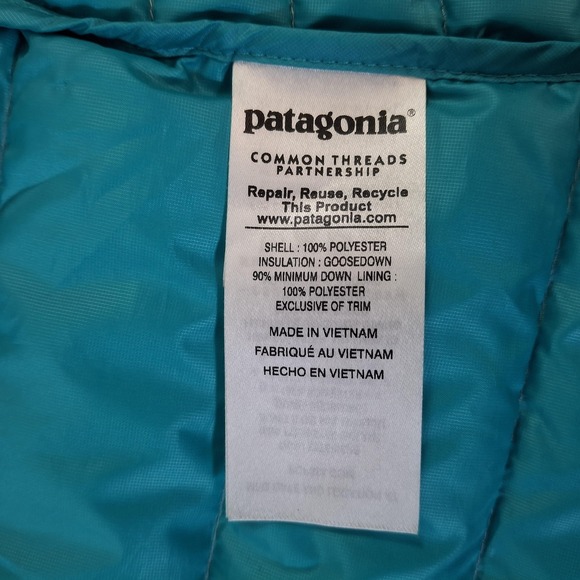 patagonia®
COMMON THREADS
PARTNERSHIP
Repair, Reuse, Recycle
This Product
www.patagonia.com
SHELL : 100% POLYESTER
INSULATION : GOOSEDOWN
90% MINIMUM DOWN LINING :
100% POLYESTER
EXCLUSIVE OF TRIM
MADE IN VIETNAM
FABRIQUÉ AU VIETNAM
HECHO EN VIETNAM